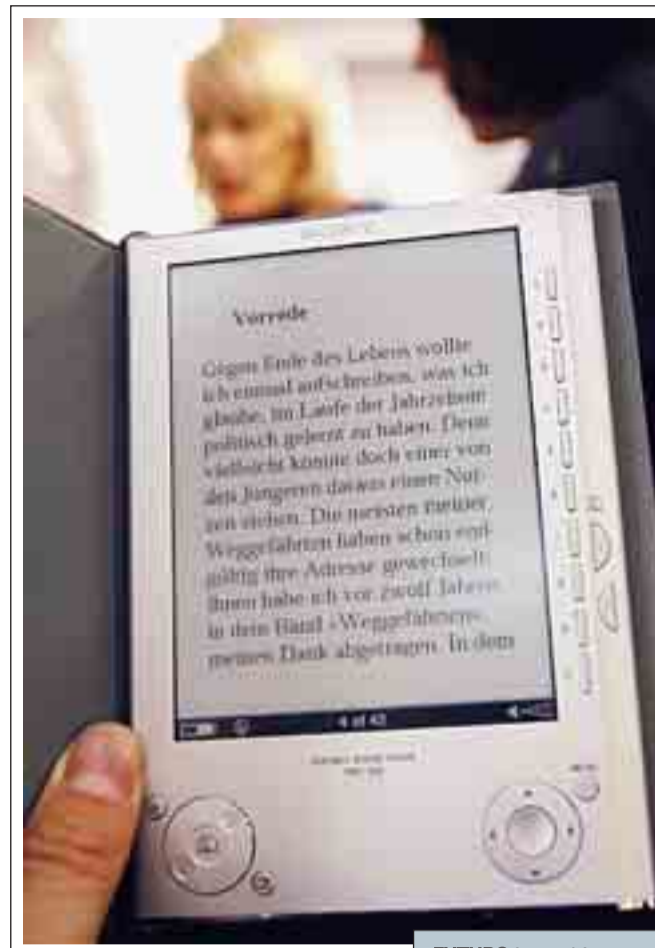 Vorrede
Gegen Ende des Lebens wollte
ich einmal aufschreiben, was ich
glaube, im Laufe der Jahrzehnte
politisch gelernt zu haben. Denn
vielleicht könnte doch einer von
den Jüngeren daraus einen Nut-
zen ziehen. Die meisten meiner
Weggefährten haben schon end-
gültig ihre Adresse gewechselt;
ihnen habe ich vor zwölf Jahren
in dem Band »Weggefährten«
meinen Dank abgetragen. In dem
4 of 43